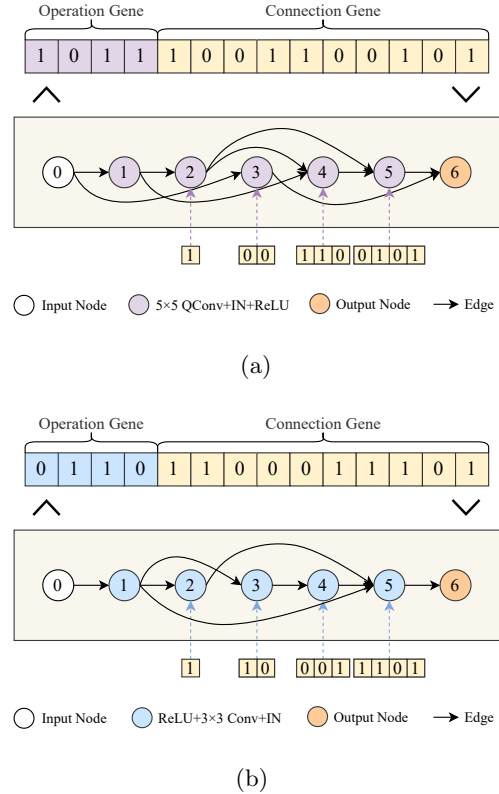 Operation Gene Connection Gene
1 0 1 1 1 0 0 1 1 0 0 1 0 1
0 1 2 3 4 5 6
1 0 0 1 1 0 0 1 0 1
Input Node 5×5 QConv+IN+ReLU Output Node Edge
(a)
Operation Gene Connection Gene
0 1 1 0 1 1 0 0 0 1 1 1 0 1
0 1 2 3 4 5 6
1 1 0 0 0 1 1 1 0 1
Input Node ReLU+3×3 Conv+IN Output Node Edge
(b)